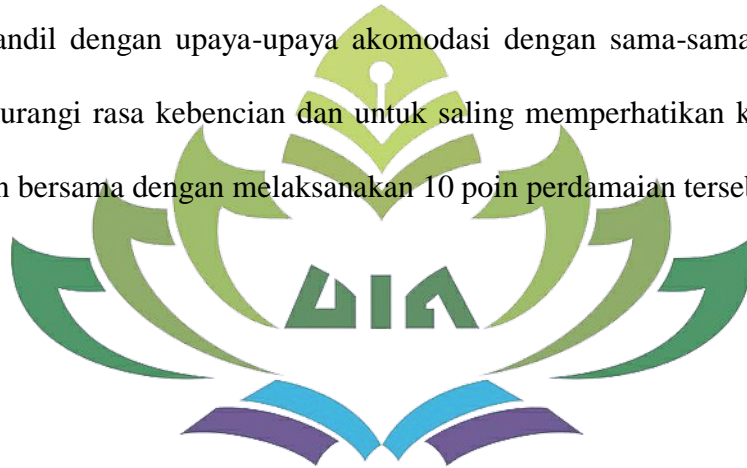 andil dengan upaya-upaya akomodasi dengan sama-sama
urangi rasa kebencian dan untuk saling memperhatikan k
n bersama dengan melaksanakan 10 poin perdamaian terseb
UIN